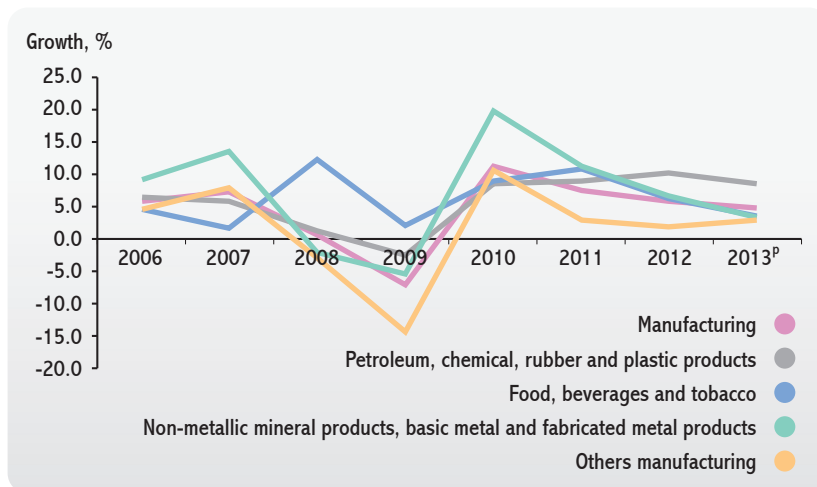 Growth, %
25.0
20.0
15.0
10.0
5.0
0.0
-5.0
-10.0
-15.0
-20.0
2006 2007 2008 2009 2010 2011 2012 2013ᵖ
Manufacturing
Petroleum, chemical, rubber and plastic products
Food, beverages and tobacco
Non-metallic mineral products, basic metal and fabricated metal products
Others manufacturing